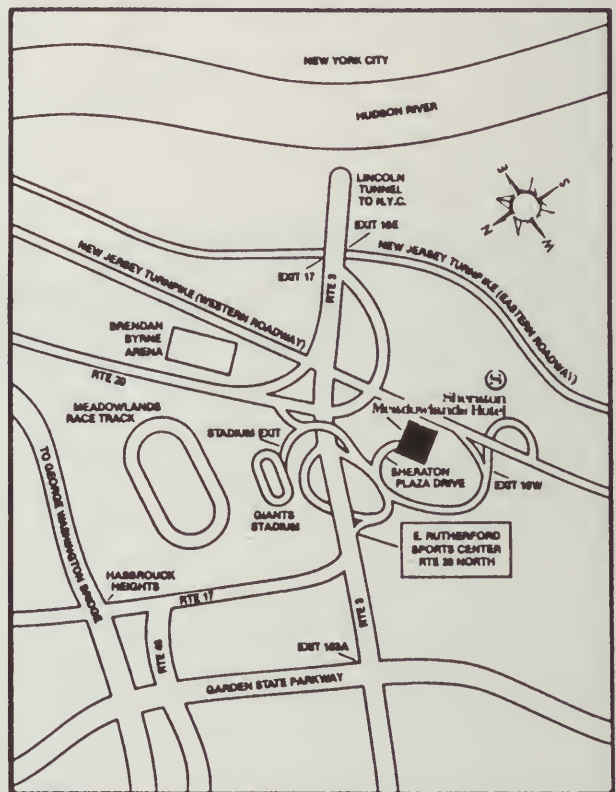 NEW YORK CITY
HUDSON RIVER
LINCOLN
TUNNEL
TO N.Y.C.
E
S
N
W
EXIT 16E
NEW JERSEY TURNPIKE (EASTERN ROADWAY)
EXIT 17
RTE 3
NEW JERSEY TURNPIKE (WESTERN ROADWAY)
BRENDAN
BYRNE
ARENA
RTE 20
MEADOWLANDS
RACE TRACK
S
Sheraton
Meadowlands Hotel
STADIUM EXIT
SHERATON
PLAZA DRIVE
EXIT 16W
GIANTS
STADIUM
TO GEORGE WASHINGTON BRIDGE
E. RUTHERFORD
SPORTS CENTER
NORTH
HASBROUCK
HEIGHTS
RTE 17
RTE 3
RTE 46
EXIT 153A
GARDEN STATE PARKWAY